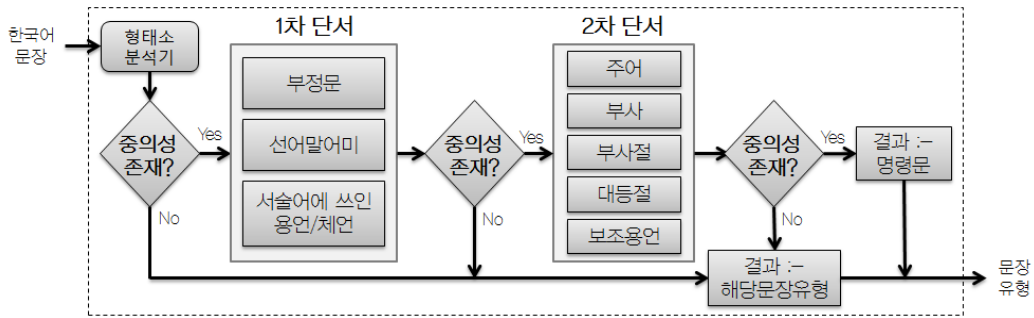 한국어
문장
형태소
분석기
중의성
존재?
Yes
No
1차 단서
부정문
선어말어미
서술어에 쓰인
용언/체언
중의성
존재?
Yes
No
2차 단서
주어
부사
부사절
대등절
보조용언
중의성
존재?
Yes
No
결과 :-
명령문
결과 :-
해당문장유형
문장
유형